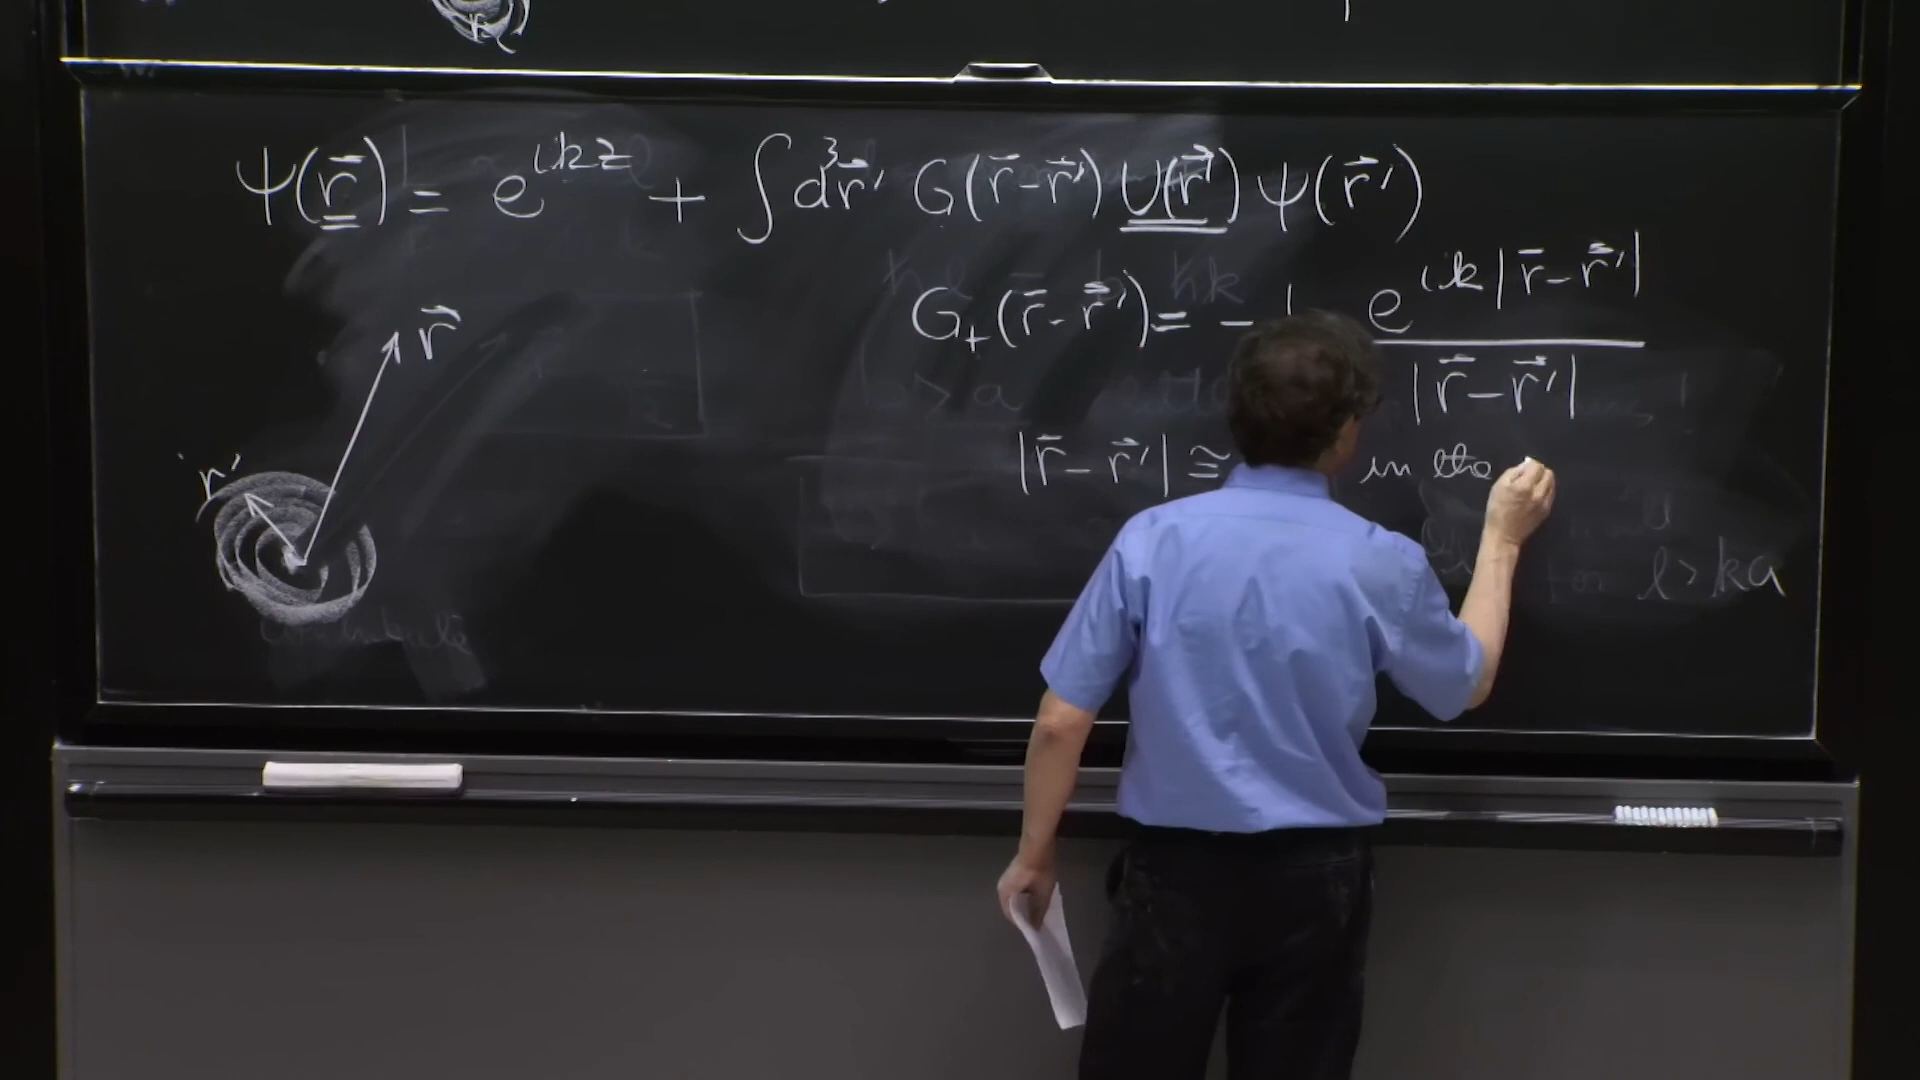 ψ(r̄) = e^{ikz} + ∫d³r⃗′ G(r̄-r⃗′) U(r⃗′) ψ(r⃗′)
G₊(r̄-r⃗′) = - e^{ik|r̄-r⃗′|}
|r̄-r⃗′|
r⃗
|r̄-r⃗′| ≅ in the
r′
for l > ka